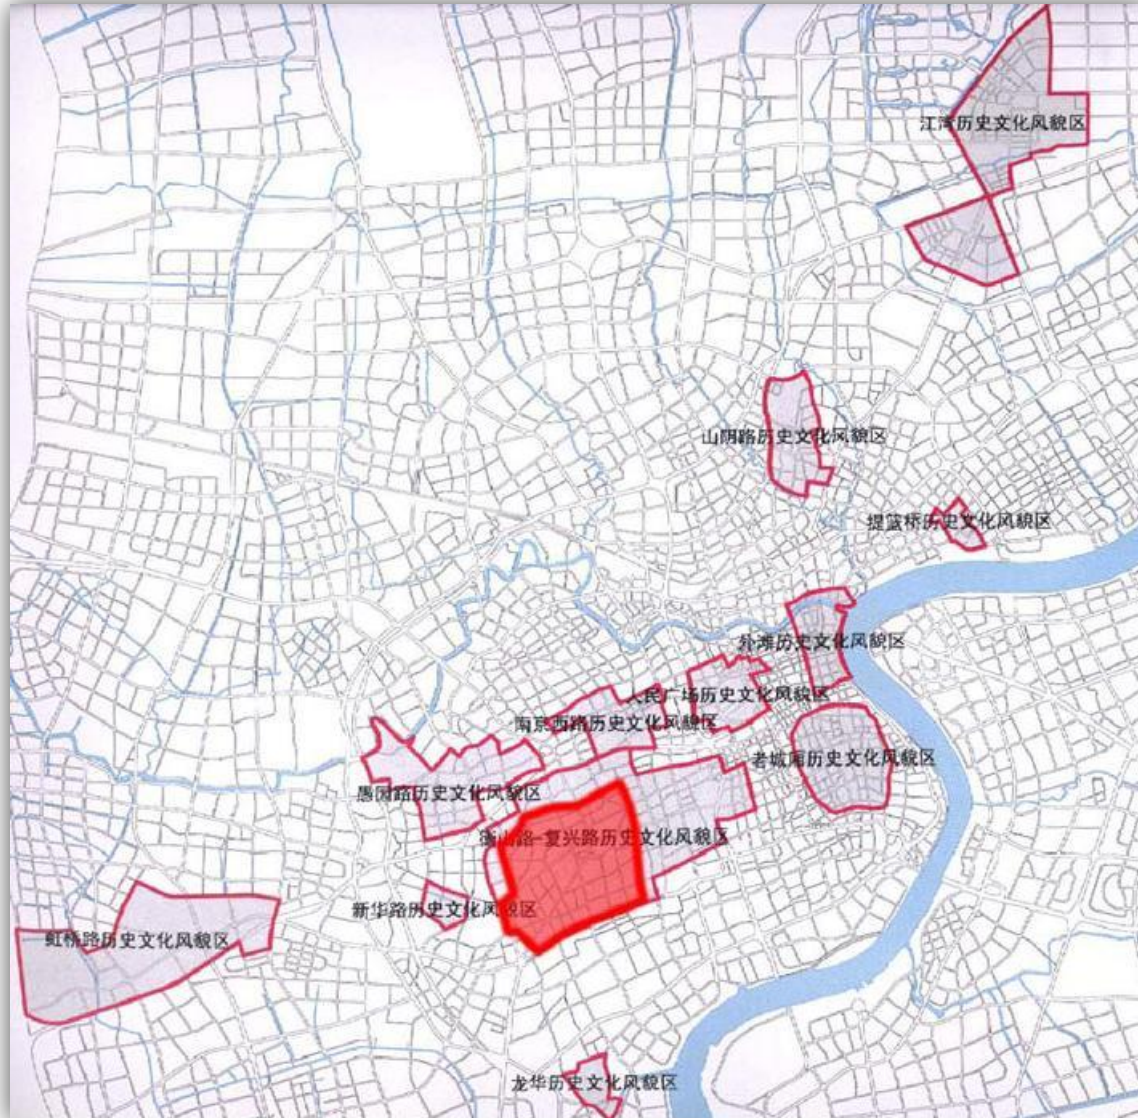 江湾历史文化风貌区
山阴路历史文化风貌区
提篮桥历史文化风貌区
外滩历史文化风貌区
人民广场历史文化风貌区
南京西路历史文化风貌区
老城厢历史文化风貌区
愚园路历史文化风貌区
衡山路-复兴路历史文化风貌区
新华路历史文化风貌区
虹桥路历史文化风貌区
龙华历史文化风貌区